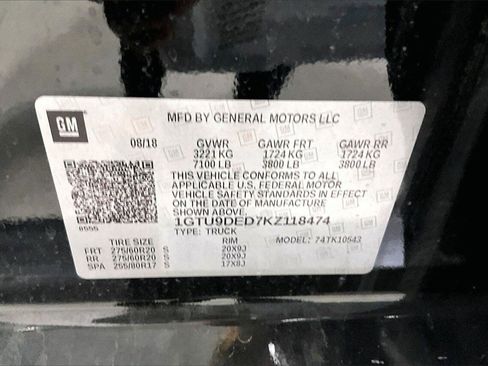 GM
MFD BY GENERAL MOTORS LLC
08/18 GVWR GAWR FRT GAWR RR
3221 KG 1724 KG 1724 KG
7100 LB 3800 LB 3800 LB
THIS VEHICLE CONFORMS TO ALL
APPLICABLE U.S. FEDERAL MOTOR
VEHICLE SAFETY STANDARDS IN EFFECT
ON THE DATE OF MANUFACTURE
SHOWN ABOVE.
1GTU9DED7KZ118474
TYPE: TRUCK MODEL: 74TK10543
TIRE SIZE RIM
FRT 275/60R20 S 20X9J
RR 275/60R20 S 20X9J
SPA 255/80R17 S 17X8J